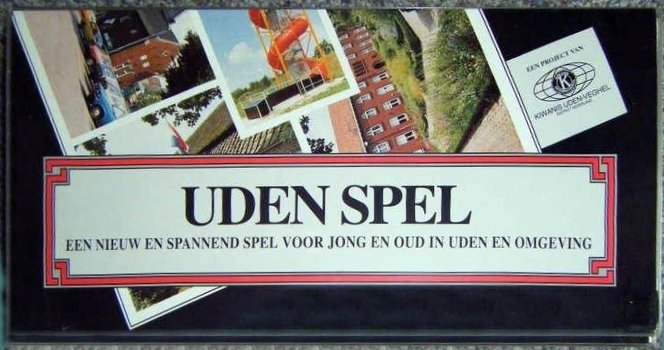 EEN PROJECT VAN
K
KIWANIS UDEN-VEGHEL
UDEN SPEL
EEN NIEUW EN SPANNEND SPEL VOOR JONG EN OUD IN UDEN EN OMGEVING